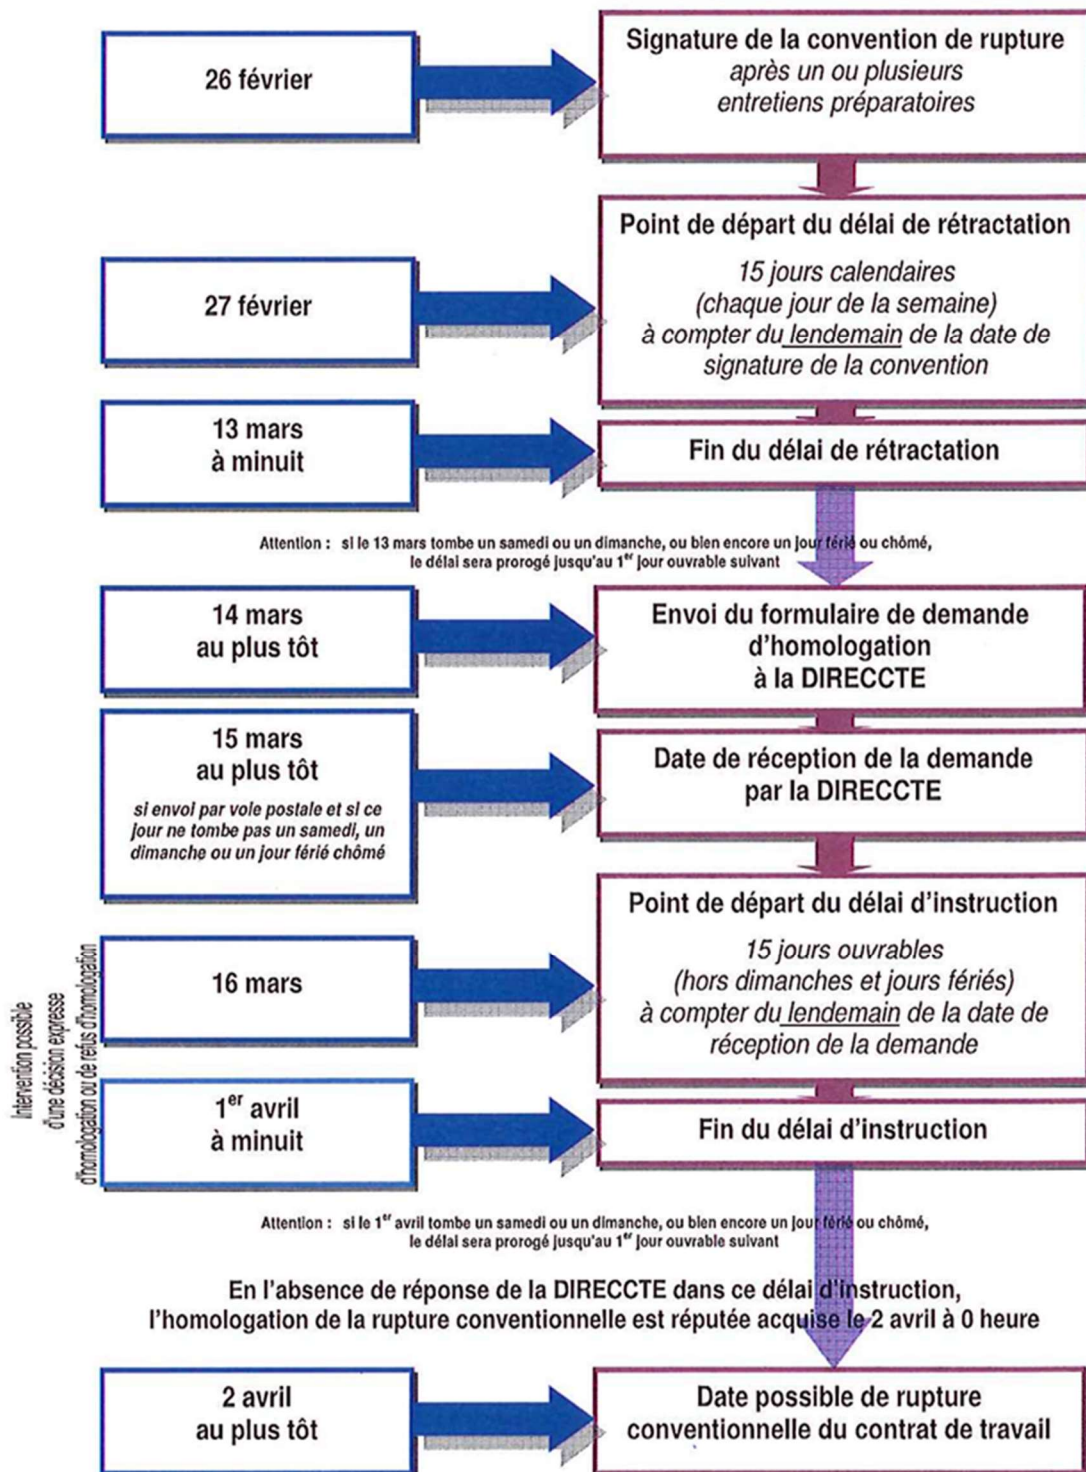 26 février
Signature de la convention de rupture
après un ou plusieurs
entretiens préparatoires
27 février
Point de départ du délai de rétractation
15 jours calendaires
(chaque jour de la semaine)
à compter du lendemain de la date de
signature de la convention
13 mars
à minuit
Fin du délai de rétractation
Attention : si le 13 mars tombe un samedi ou un dimanche, ou bien encore un jour férié ou chômé,
le délai sera prorogé jusqu'au 1er jour ouvrable suivant
14 mars
au plus tôt
Envoi du formulaire de demande
d'homologation
à la DIRECCTE
15 mars
au plus tôt
si envoi par voie postale et si ce
jour ne tombe pas un samedi, un
dimanche ou un jour férié chômé
Date de réception de la demande
par la DIRECCTE
Intervention possible
d'une décision expresse
d'homologation ou de refus d'homologation
16 mars
Point de départ du délai d'instruction
15 jours ouvrables
(hors dimanches et jours fériés)
à compter du lendemain de la date de
réception de la demande
1er avril
à minuit
Fin du délai d'instruction
Attention : si le 1er avril tombe un samedi ou un dimanche, ou bien encore un jour férié ou chômé,
le délai sera prorogé jusqu'au 1er jour ouvrable suivant
En l'absence de réponse de la DIRECCTE dans ce délai d'instruction,
l'homologation de la rupture conventionnelle est réputée acquise le 2 avril à 0 heure
2 avril
au plus tôt
Date possible de rupture
conventionnelle du contrat de travail